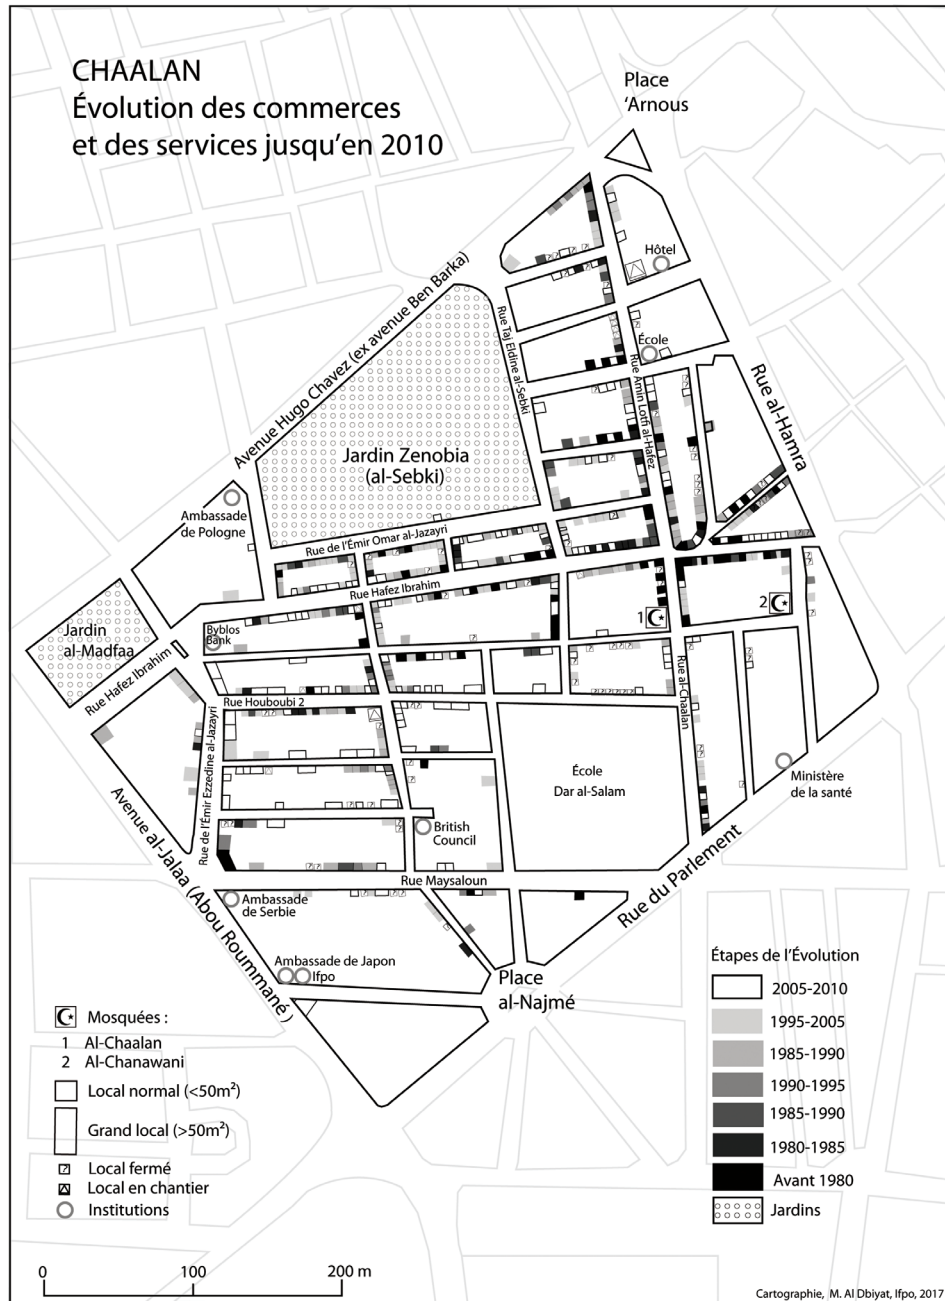 CHAALAN
Évolution des commerces
et des services jusqu'en 2010
Place
'Arnous
Hôtel
Avenue Hugo Chavez (ex avenue Ben Barka)
Rue Taj Eldine al-Sebki
École
Rue Amin Lotfi al-Hafez
Rue al-Hamra
Jardin Zenobia
(al-Sebki)
Ambassade
de Pologne
Rue de l'Émir Omar al-Jazayri
Rue Hafez Ibrahim
1
2
Jardin
al-Madfaa
Byblos
Bank
Rue Hafez Ibrahim
Rue al-Chaalan
Rue Houboubi 2
Rue de l'Émir Ezzedine al-Jazayri
École
Dar al-Salam
Ministère
de la santé
Avenue al-Jalaa (Abou Roummané)
British
Council
Rue Maysaloun
Rue du Parlement
Ambassade
de Serbie
Ambassade de Japon
Ifpo
Place
al-Najmé
Mosquées :
1 Al-Chaalan
2 Al-Chanawani
Local normal (<50m²)
Grand local (>50m²)
Local fermé
Local en chantier
Institutions
0 100 200 m
Étapes de l'Évolution
2005-2010
1995-2005
1985-1990
1990-1995
1985-1990
1980-1985
Avant 1980
Jardins
Cartographie, M. Al Dbiyat, Ifpo, 2017